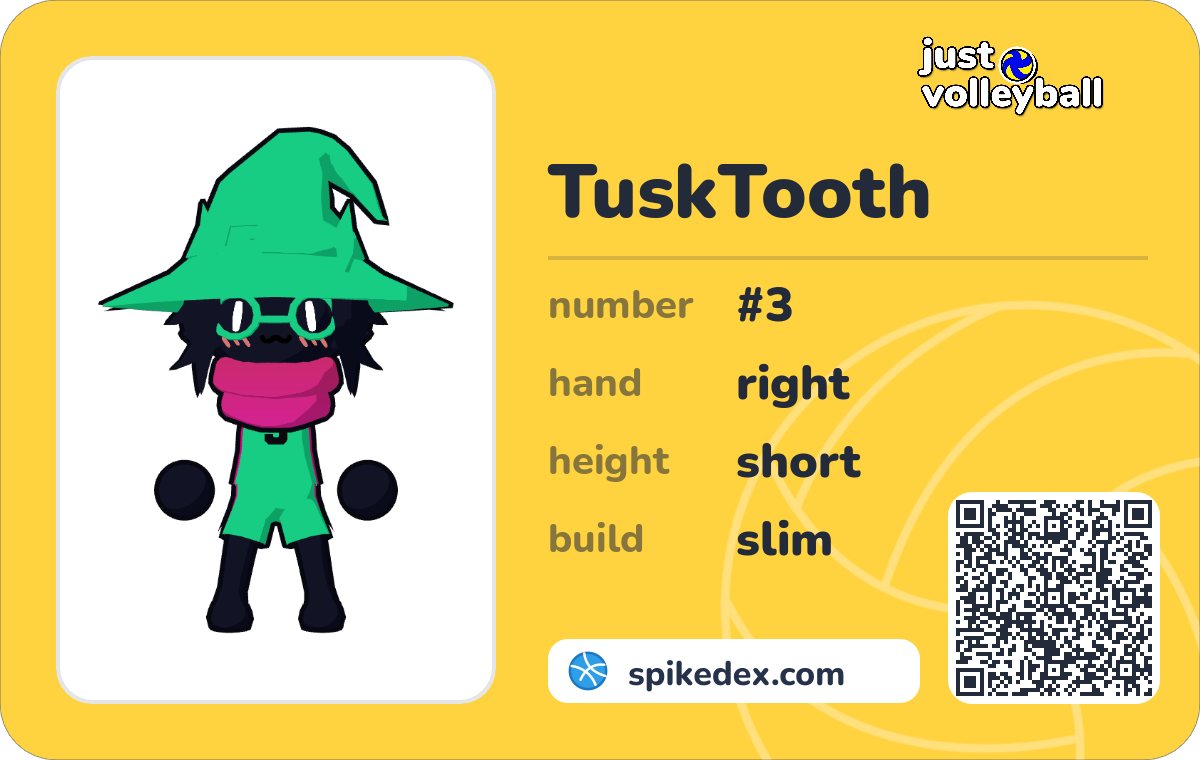 just
volleyball
TuskTooth
number #3
hand right
height short
build slim
spikedex.com